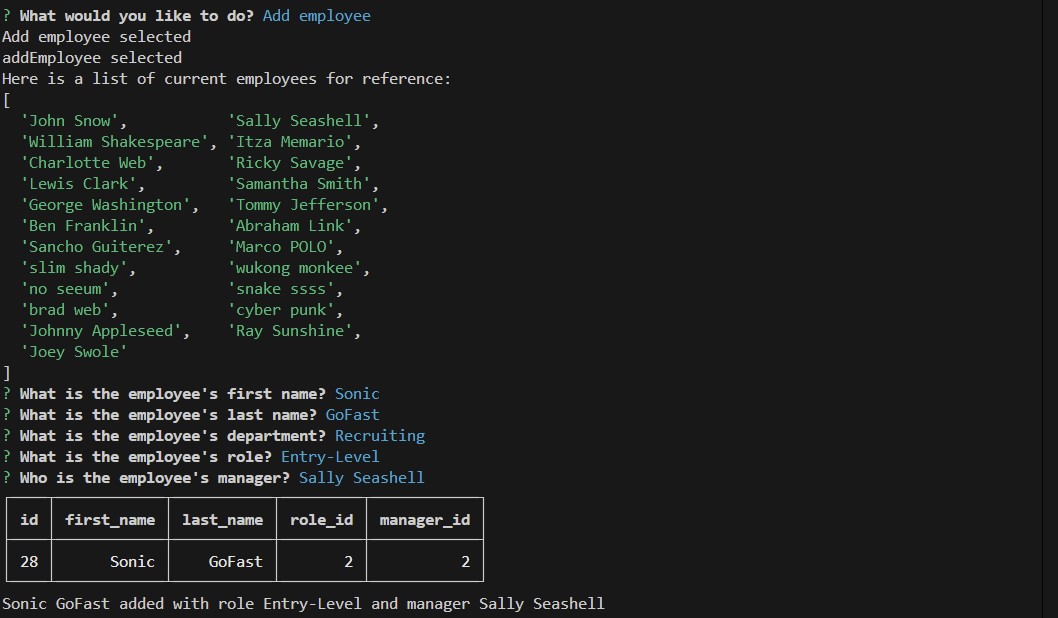 ? What would you like to do? Add employee
Add employee selected
addEmployee selected
Here is a list of current employees for reference:
[
  'John Snow',           'Sally Seashell',
  'William Shakespeare', 'Itza Memario',
  'Charlotte Web',       'Ricky Savage',
  'Lewis Clark',         'Samantha Smith',
  'George Washington',   'Tommy Jefferson',
  'Ben Franklin',        'Abraham Link',
  'Sancho Guiterez',     'Marco POLO',
  'slim shady',          'wukong monkee',
  'no seeum',            'snake ssss',
  'brad web',            'cyber punk',
  'Johnny Appleseed',    'Ray Sunshine',
  'Joey Swole'
]
? What is the employee's first name? Sonic
? What is the employee's last name? GoFast
? What is the employee's department? Recruiting
? What is the employee's role? Entry-Level
? Who is the employee's manager? Sally Seashell
id first_name last_name role_id manager_id
28 Sonic GoFast 2 2
Sonic GoFast added with role Entry-Level and manager Sally Seashell